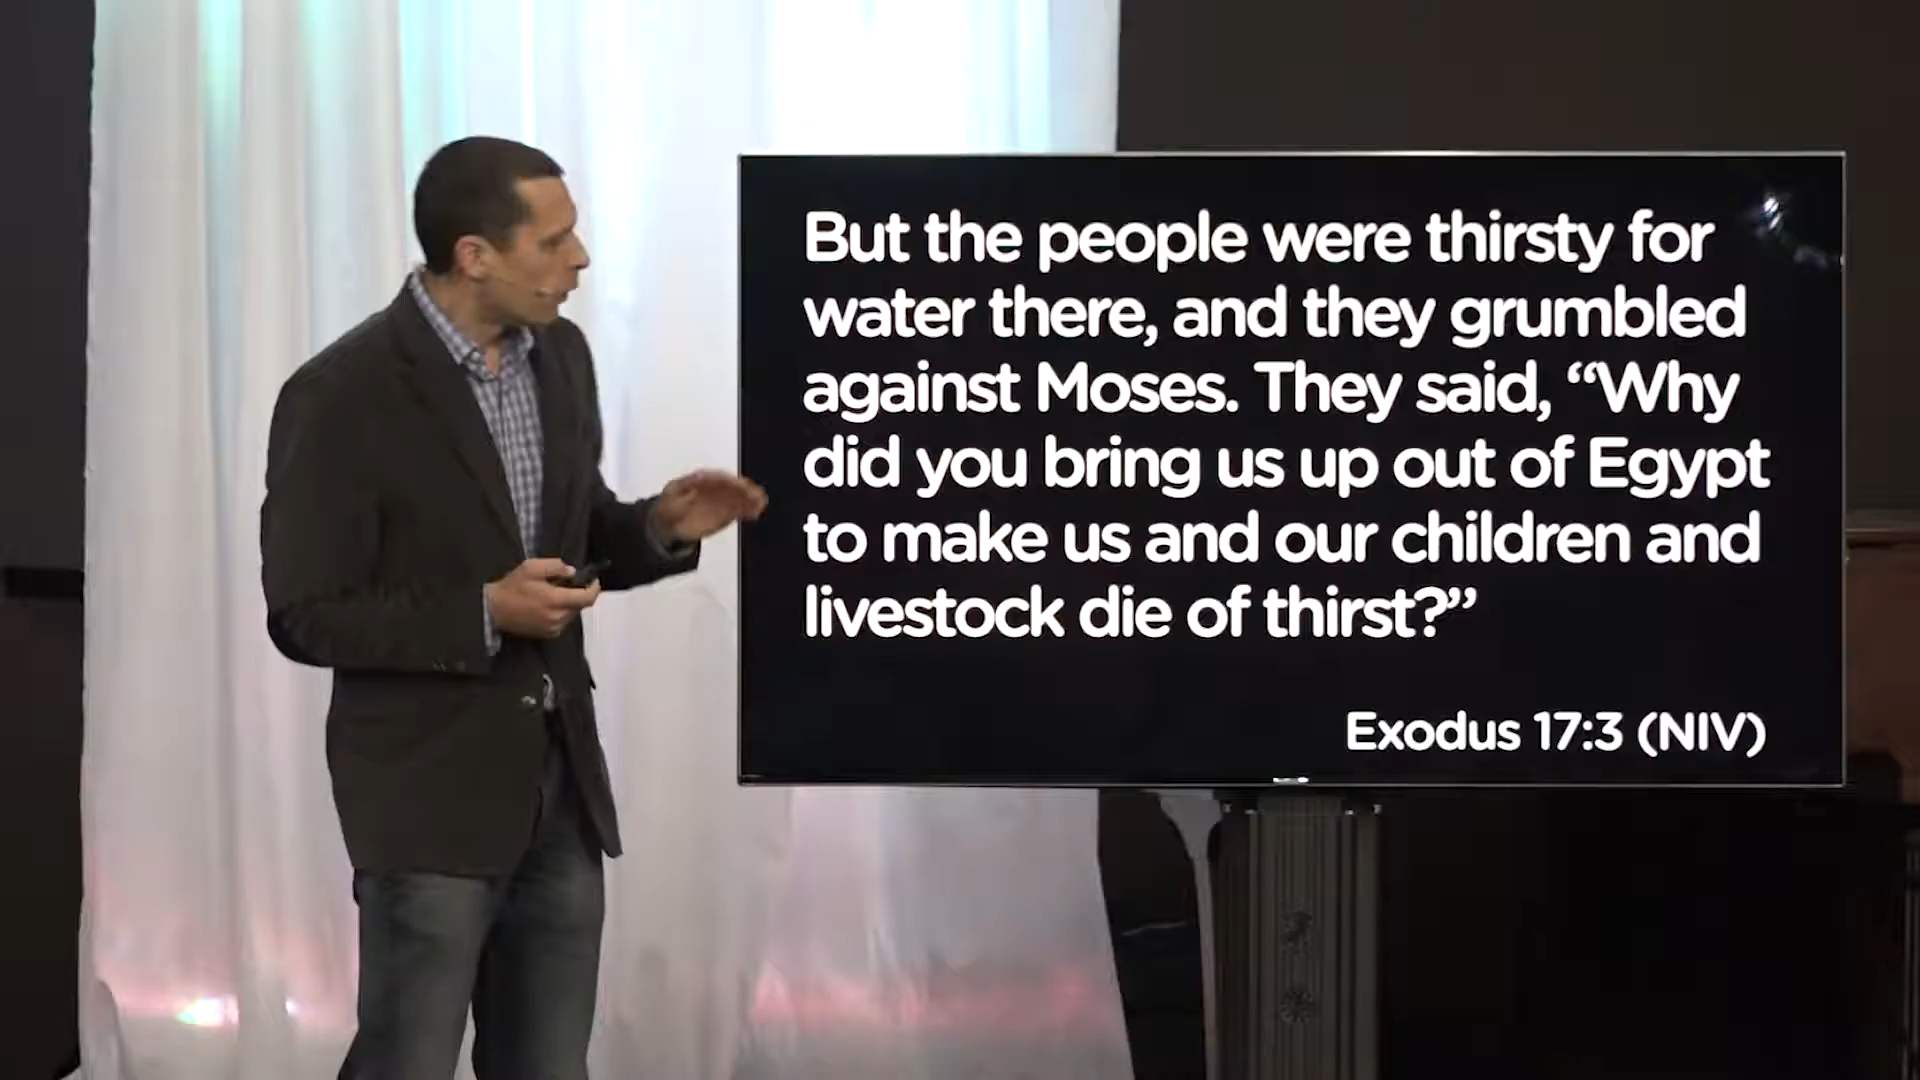 But the people were thirsty for
water there, and they grumbled
against Moses. They said, “Why
did you bring us up out of Egypt
to make us and our children and
livestock die of thirst?”
Exodus 17:3 (NIV)